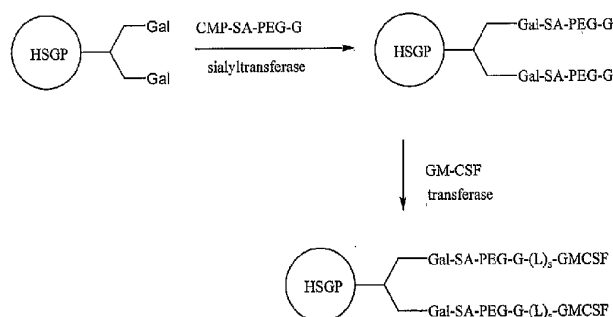 Gal
HSGP
Gal
CMP-SA-PEG-G
sialyltransferase
Gal-SA-PEG-G
HSGP
Gal-SA-PEG-G
GM-CSF
transferase
Gal-SA-PEG-G-(L)s-GMCSF
HSGP
Gal-SA-PEG-G-(L)s-GMCSF